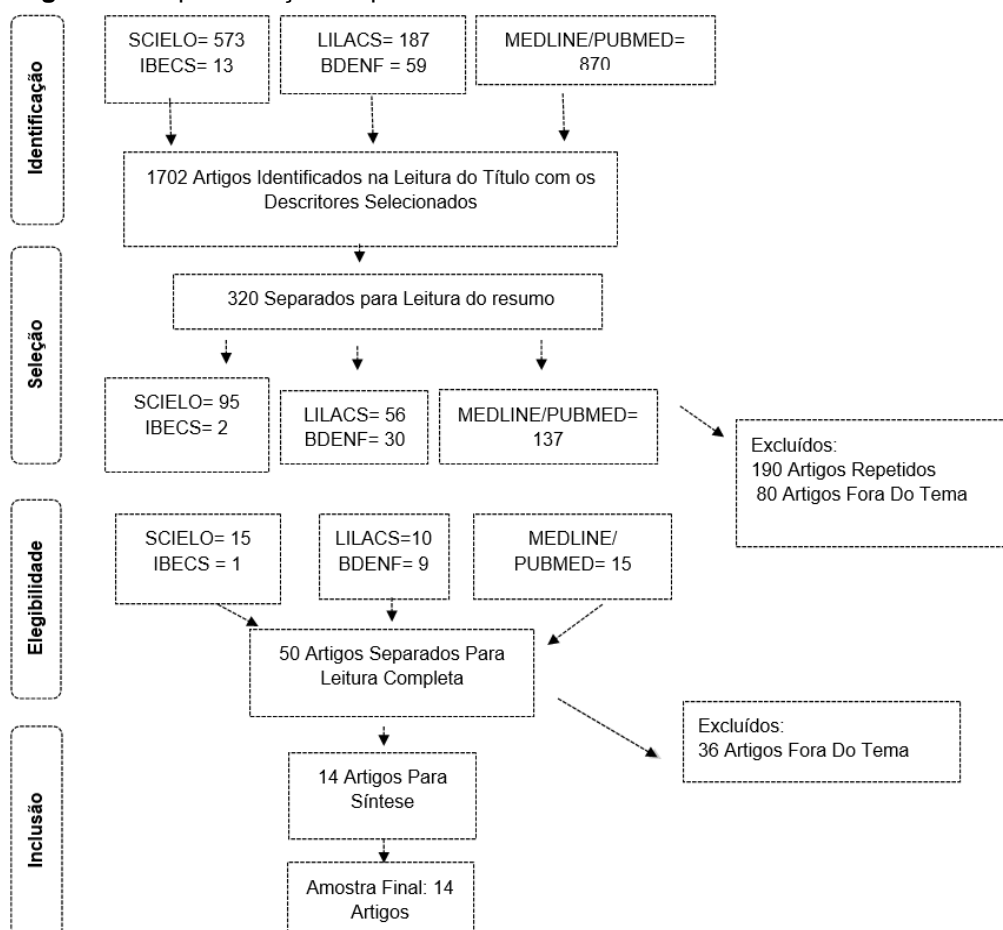 Identificação
SCIELO= 573
IBECS= 13
LILACS= 187
BDENF = 59
MEDLINE/PUBMED=
870
1702 Artigos Identificados na Leitura do Título com os
Descritores Selecionados
Seleção
320 Separados para Leitura do resumo
SCIELO= 95
IBECS= 2
LILACS= 56
BDENF= 30
MEDLINE/PUBMED=
137
Excluídos:
190 Artigos Repetidos
80 Artigos Fora Do Tema
Elegibilidade
SCIELO= 15
IBECS = 1
LILACS=10
BDENF= 9
MEDLINE/
PUBMED= 15
50 Artigos Separados Para
Leitura Completa
Excluídos:
36 Artigos Fora Do Tema
Inclusão
14 Artigos Para
Síntese
Amostra Final: 14
Artigos